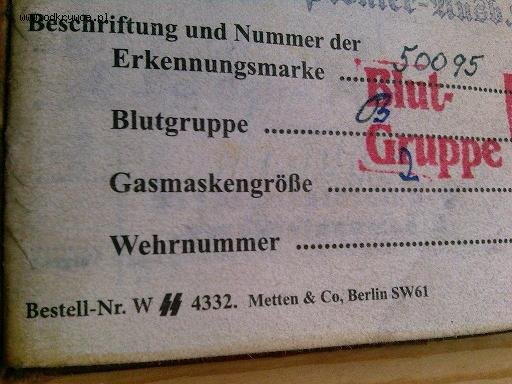 www.odkrywca.pl
Beschriftung und Nummer der
Erkennungsmarke 50095
Blut-
Blutgruppe
Gruppe
Gasmaskengröße 2
Wehrnummer
Bestell-Nr. W ᛋᛋ 4332. Metten & Co, Berlin SW61